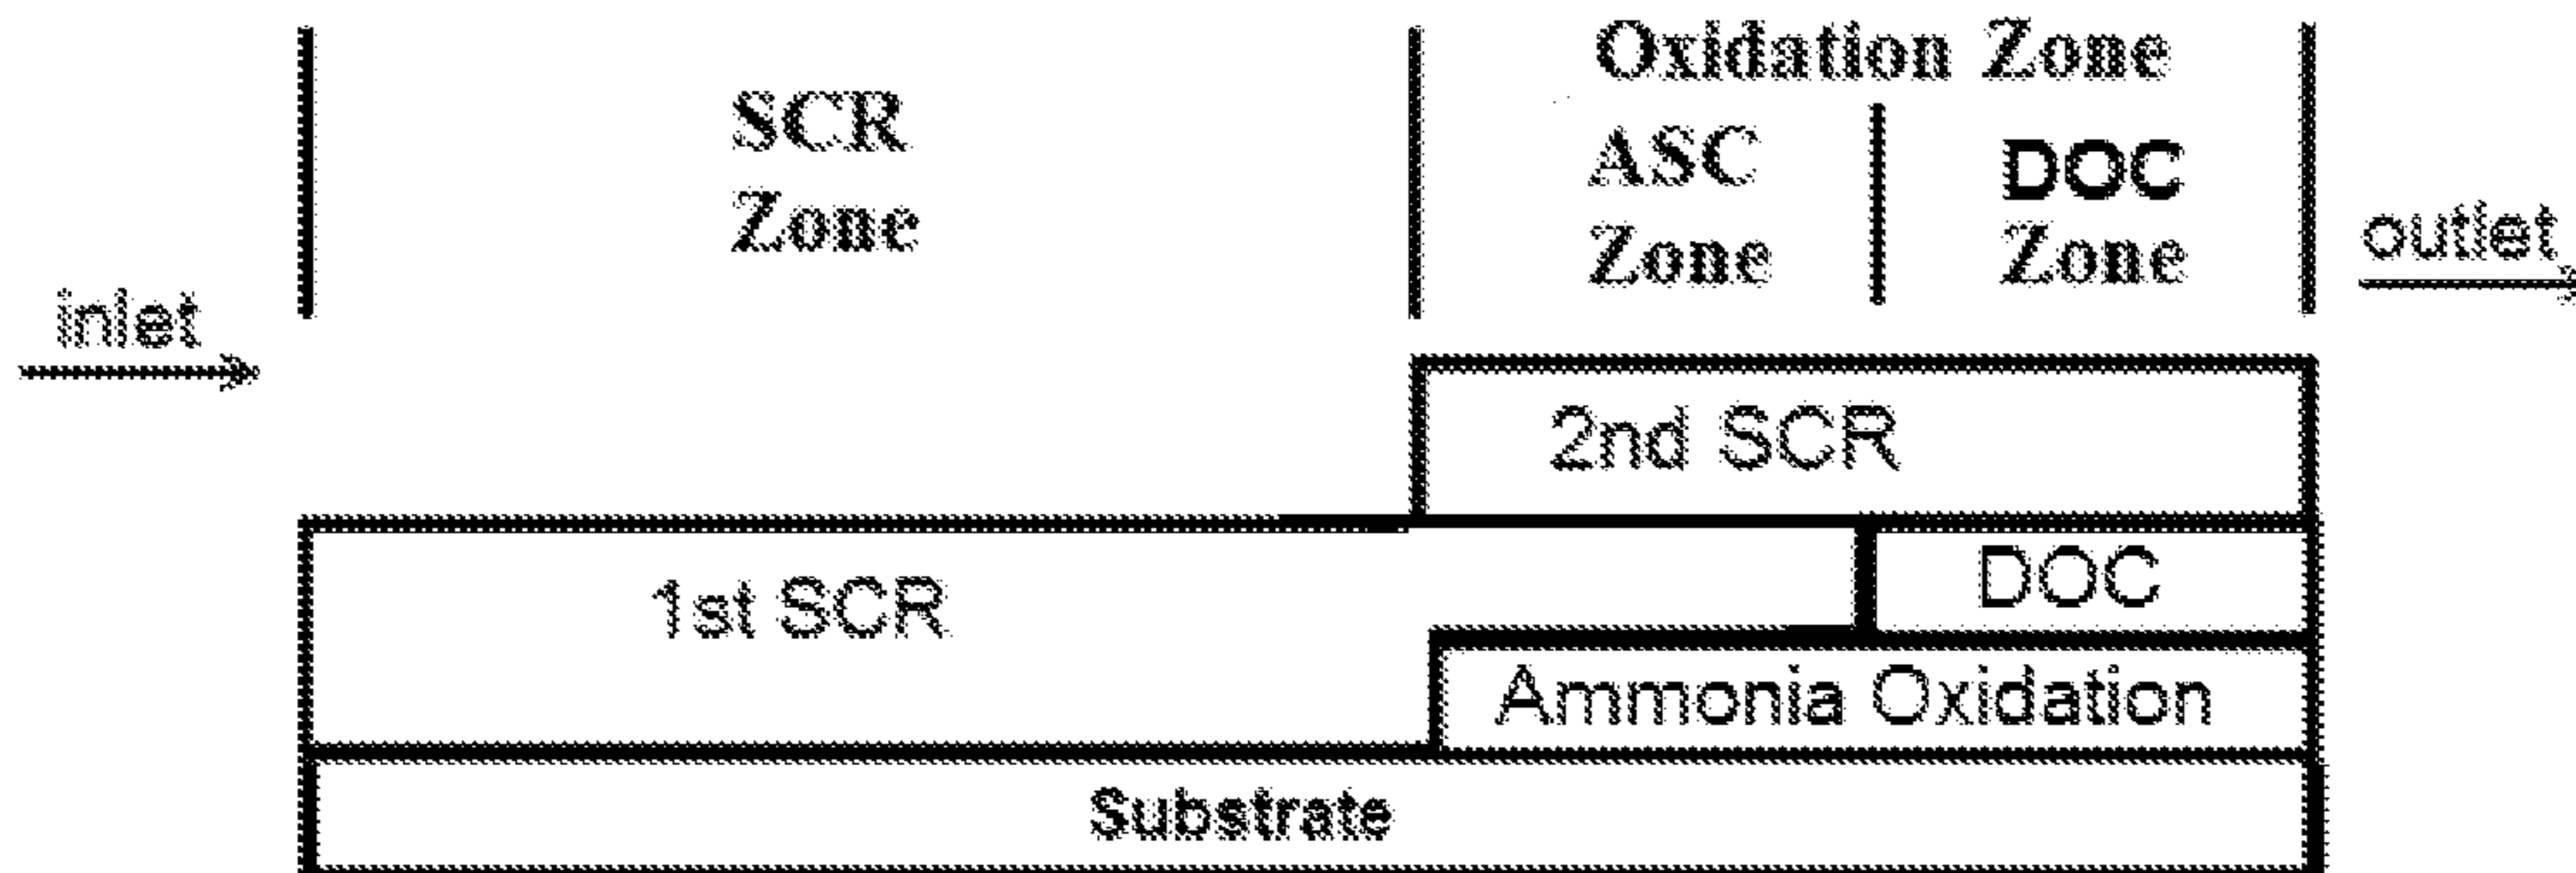 Oxidation Zone
SCR
Zone
ASC
Zone
DOC
Zone
inlet
outlet
2nd SCR
1st SCR
DOC
Ammonia Oxidation
Substrate